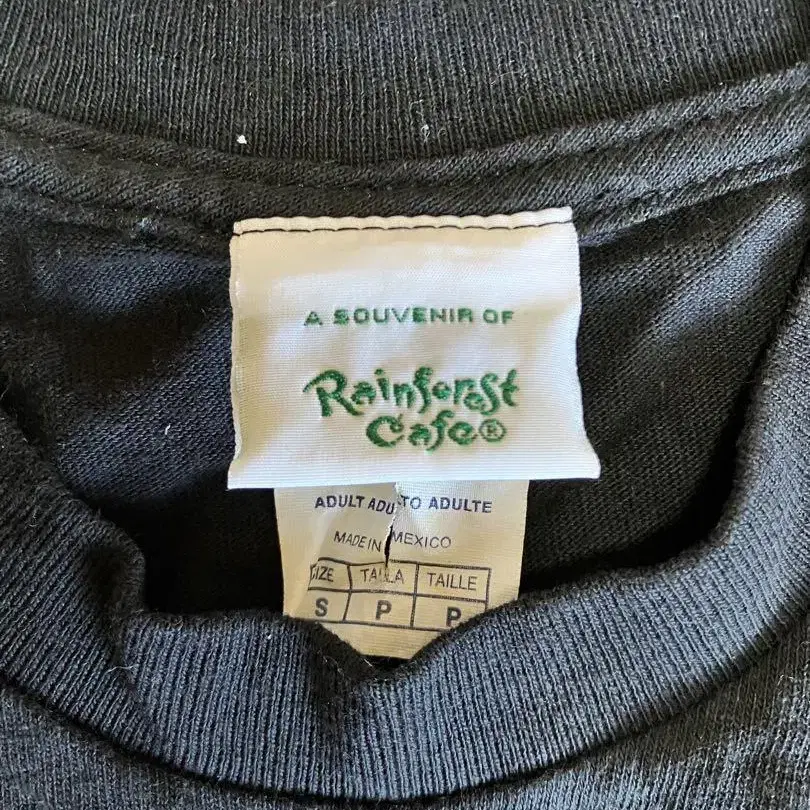 A SOUVENIR OF
Rainforest
Cafe®
ADULT ADULTO ADULTE
MADE IN MEXICO
SIZE TALLA TAILLE
S P P